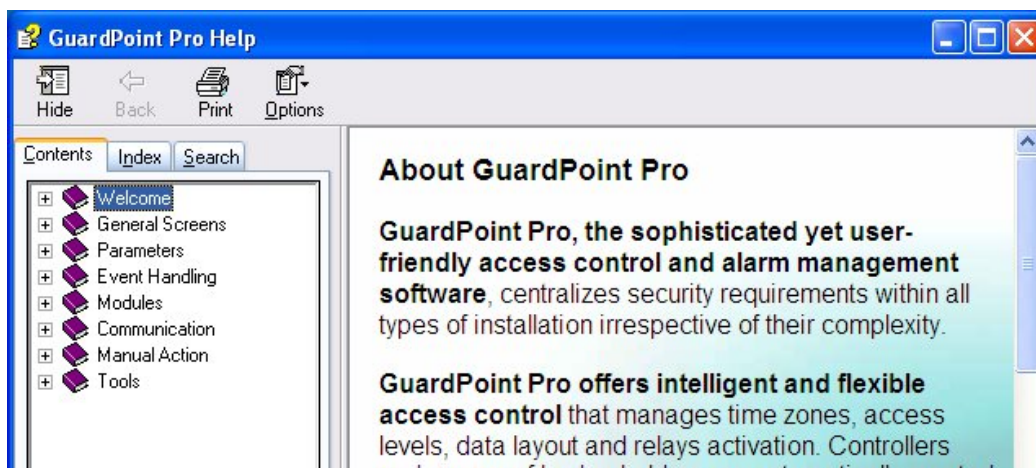 GuardPoint Pro Help
Hide Back Print Options
Contents Index Search
Welcome
General Screens
Parameters
Event Handling
Modules
Communication
Manual Action
Tools
About GuardPoint Pro
GuardPoint Pro, the sophisticated yet user-
friendly access control and alarm management
software, centralizes security requirements within all
types of installation irrespective of their complexity.
GuardPoint Pro offers intelligent and flexible
access control that manages time zones, access
levels, data layout and relays activation. Controllers